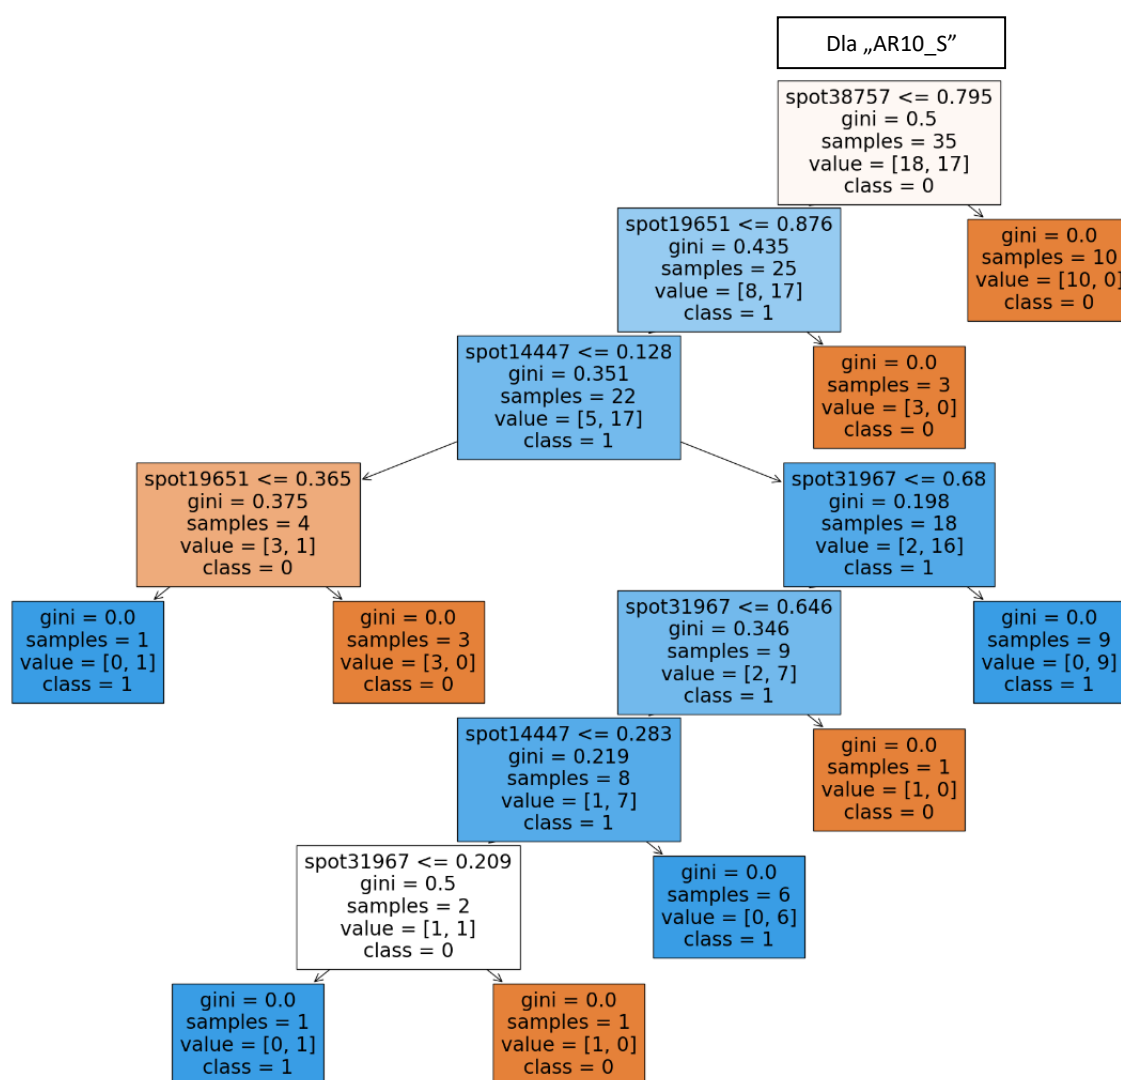 Dla „AR10_S”
spot38757 <= 0.795
gini = 0.5
samples = 35
value = [18, 17]
class = 0
spot19651 <= 0.876
gini = 0.435
samples = 25
value = [8, 17]
class = 1
gini = 0.0
samples = 10
value = [10, 0]
class = 0
spot14447 <= 0.128
gini = 0.351
samples = 22
value = [5, 17]
class = 1
gini = 0.0
samples = 3
value = [3, 0]
class = 0
spot19651 <= 0.365
gini = 0.375
samples = 4
value = [3, 1]
class = 0
spot31967 <= 0.68
gini = 0.198
samples = 18
value = [2, 16]
class = 1
gini = 0.0
samples = 1
value = [0, 1]
class = 1
gini = 0.0
samples = 3
value = [3, 0]
class = 0
spot31967 <= 0.646
gini = 0.346
samples = 9
value = [2, 7]
class = 1
gini = 0.0
samples = 9
value = [0, 9]
class = 1
spot14447 <= 0.283
gini = 0.219
samples = 8
value = [1, 7]
class = 1
gini = 0.0
samples = 1
value = [1, 0]
class = 0
spot31967 <= 0.209
gini = 0.5
samples = 2
value = [1, 1]
class = 0
gini = 0.0
samples = 6
value = [0, 6]
class = 1
gini = 0.0
samples = 1
value = [0, 1]
class = 1
gini = 0.0
samples = 1
value = [1, 0]
class = 0